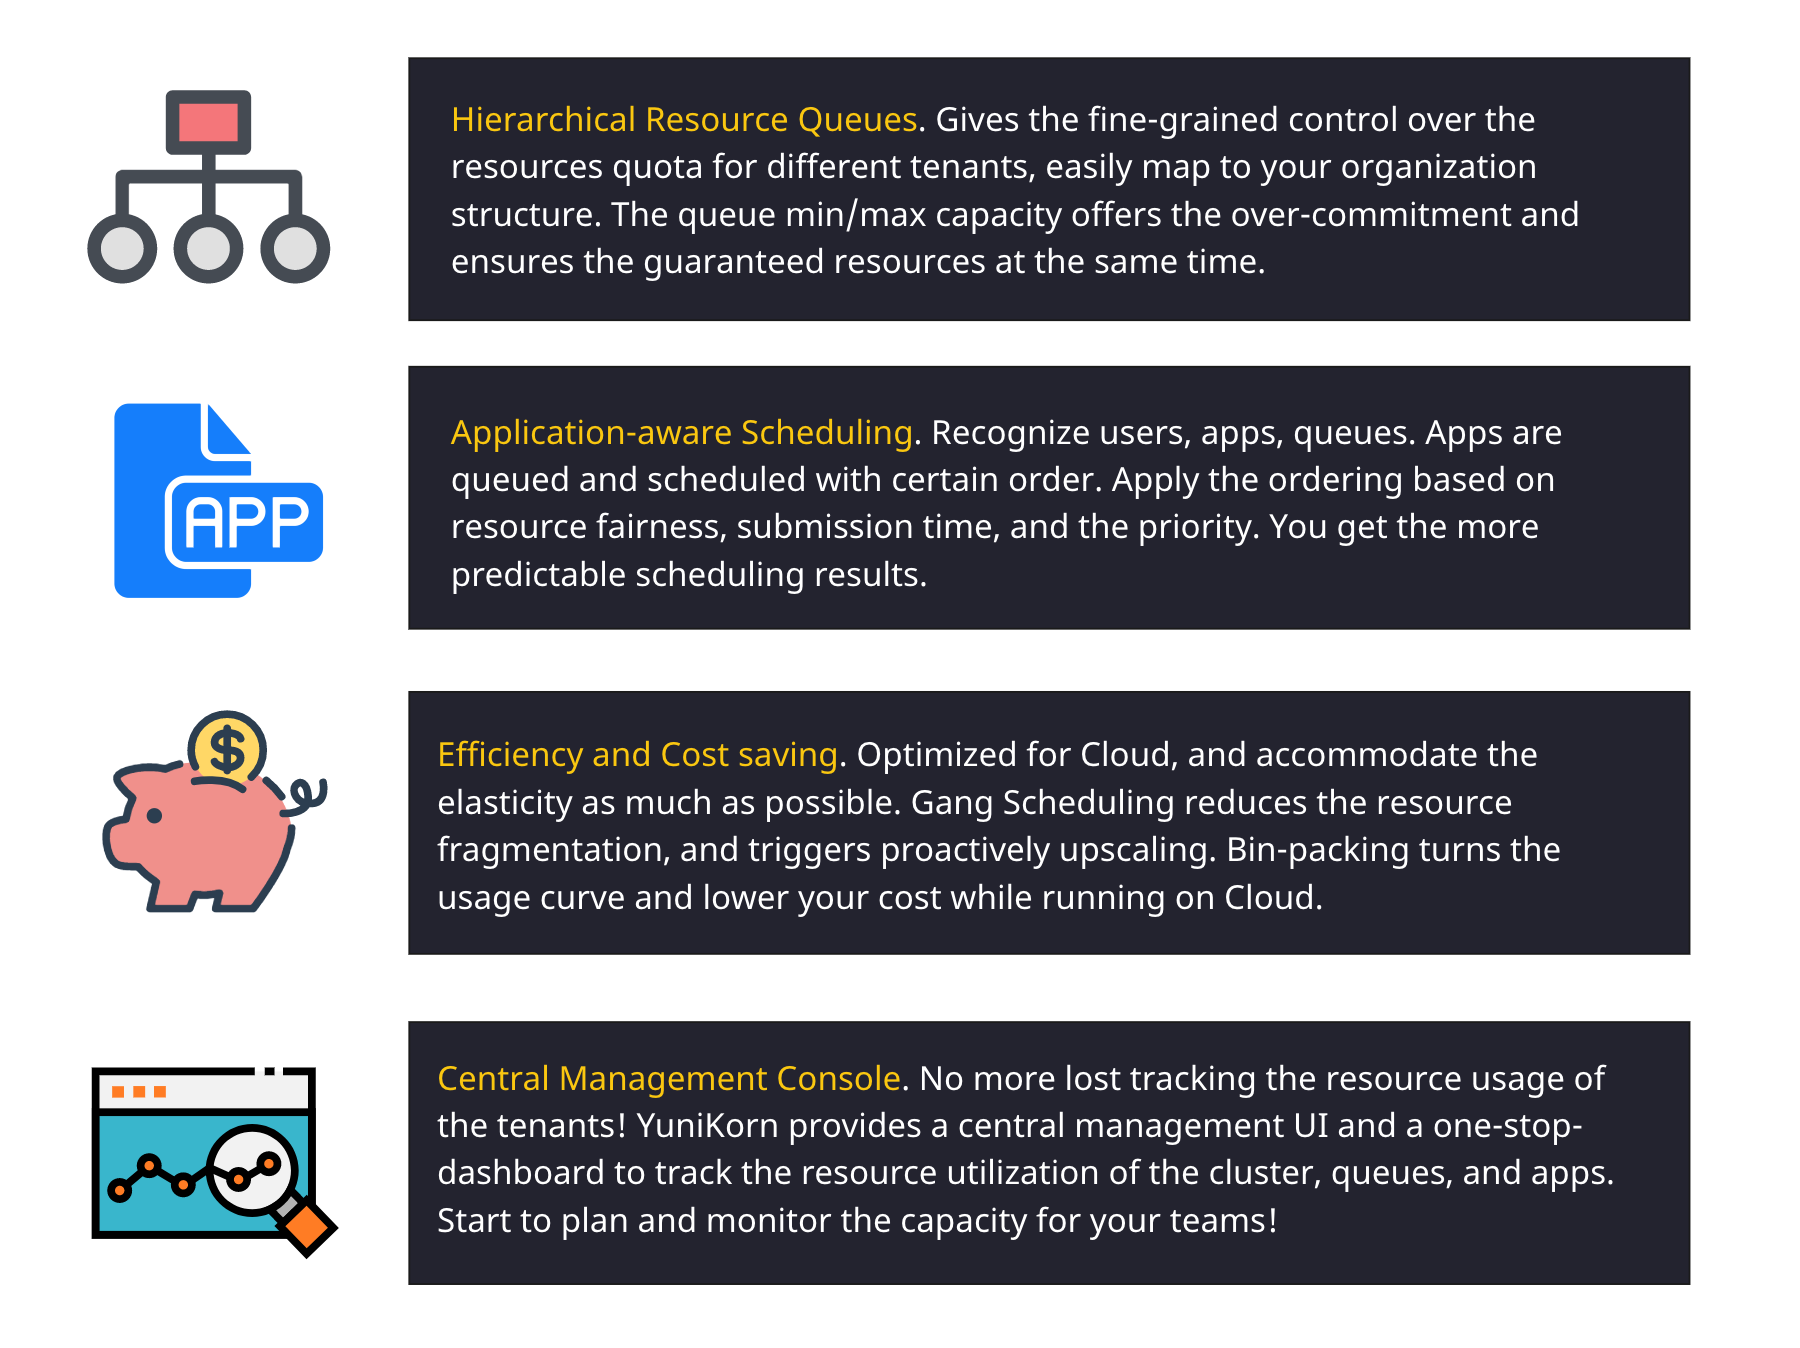 Hierarchical Resource Queues. Gives the fine-grained control over the
resources quota for different tenants, easily map to your organization
structure. The queue min/max capacity offers the over-commitment and
ensures the guaranteed resources at the same time.
APP
Application-aware Scheduling. Recognize users, apps, queues. Apps are
queued and scheduled with certain order. Apply the ordering based on
resource fairness, submission time, and the priority. You get the more
predictable scheduling results.
$
Efficiency and Cost saving. Optimized for Cloud, and accommodate the
elasticity as much as possible. Gang Scheduling reduces the resource
fragmentation, and triggers proactively upscaling. Bin-packing turns the
usage curve and lower your cost while running on Cloud.
Central Management Console. No more lost tracking the resource usage of
the tenants! YuniKorn provides a central management UI and a one-stop-
dashboard to track the resource utilization of the cluster, queues, and apps.
Start to plan and monitor the capacity for your teams!